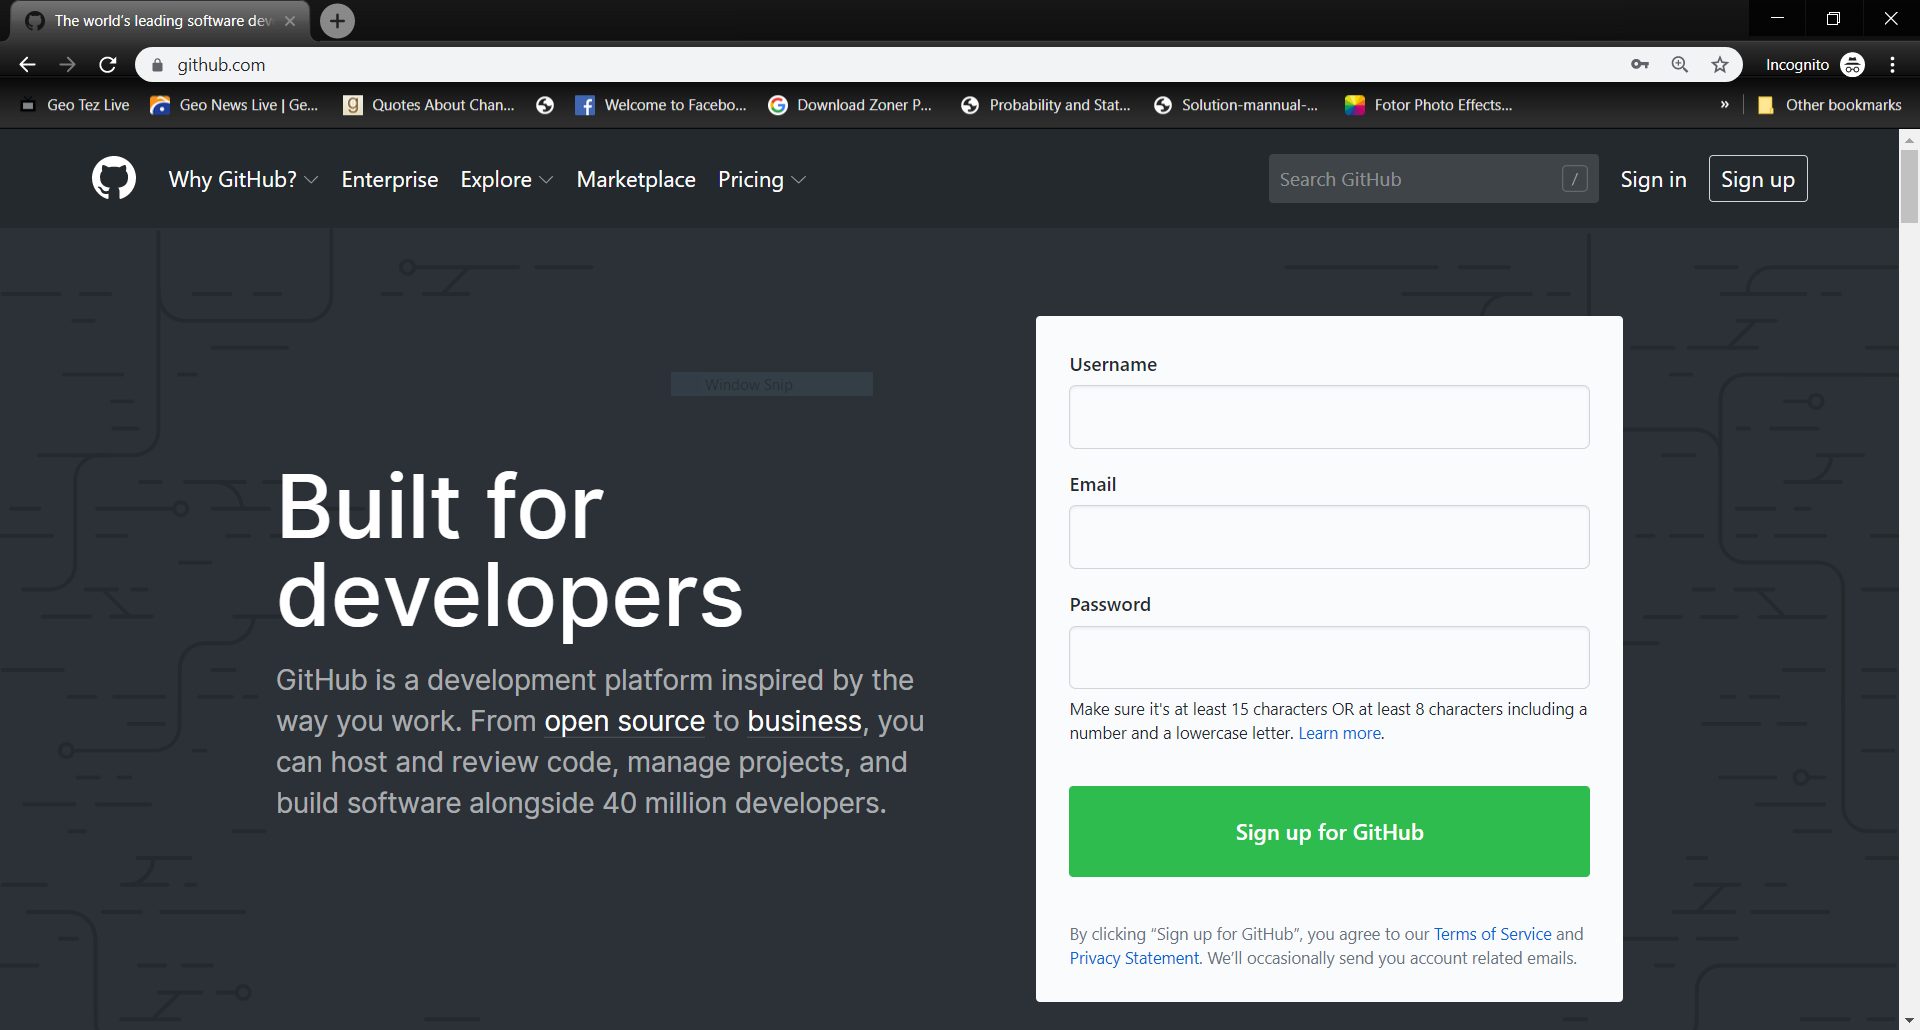 The world's leading software dev
github.com
Incognito
Geo Tez Live
Geo News Live | Ge...
Quotes About Chan...
Welcome to Facebo...
Download Zoner P...
Probability and Stat...
Solution-mannual-...
Fotor Photo Effects...
»
Other bookmarks
Why GitHub?
Enterprise
Explore
Marketplace
Pricing
Search GitHub
/
Sign in
Sign up
Window Snip
Built for
developers
GitHub is a development platform inspired by the
way you work. From open source to business, you
can host and review code, manage projects, and
build software alongside 40 million developers.
Username
Email
Password
Make sure it's at least 15 characters OR at least 8 characters including a
number and a lowercase letter. Learn more.
Sign up for GitHub
By clicking “Sign up for GitHub”, you agree to our Terms of Service and
Privacy Statement. We’ll occasionally send you account related emails.